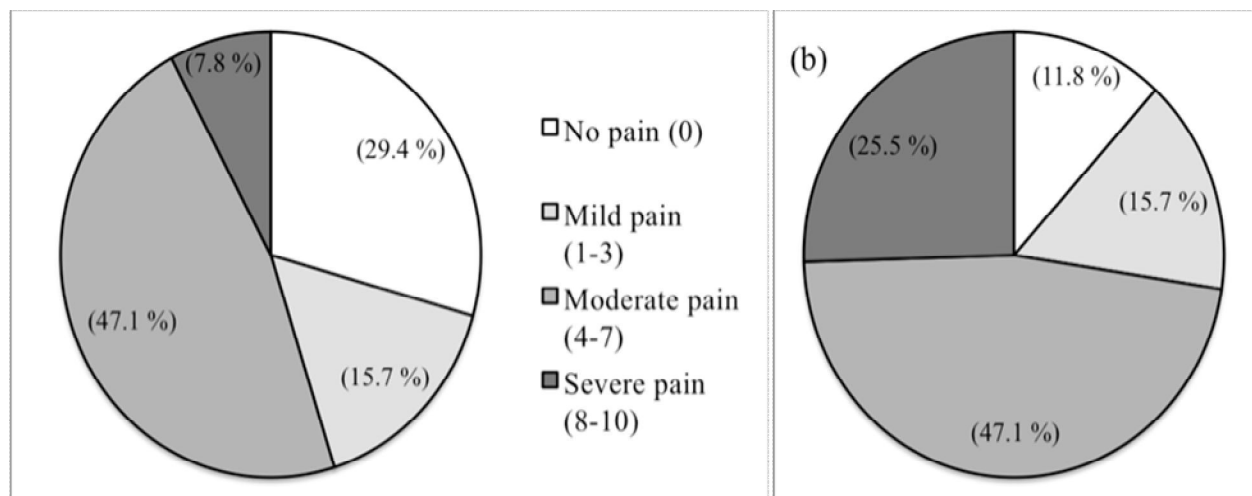 (7.8 %)
(29.4 %)
(47.1 %)
(15.7 %)
No pain (0)
Mild pain
(1-3)
Moderate pain
(4-7)
Severe pain
(8-10)
(b)
(11.8 %)
(25.5 %)
(15.7 %)
(47.1 %)